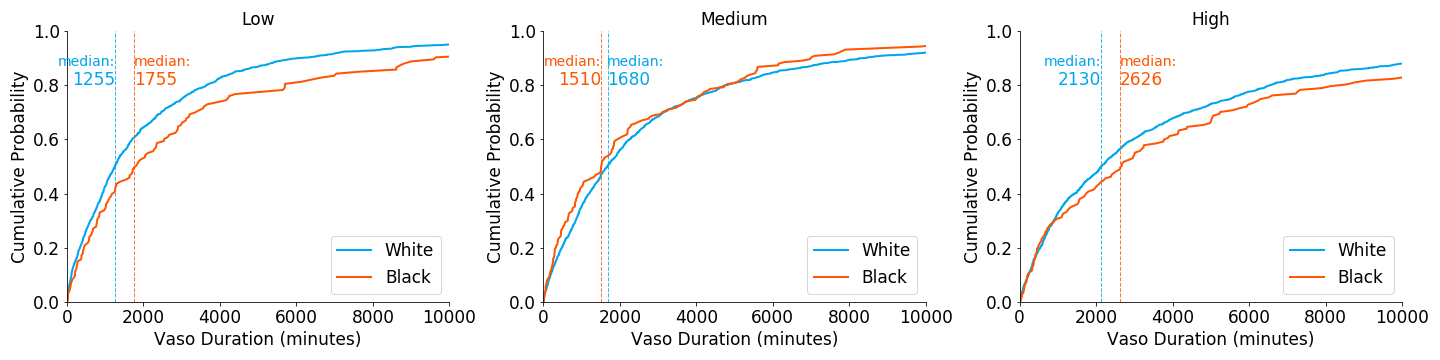 Low
Cumulative Probability
1.0
0.8
0.6
0.4
0.2
0.0
median:
1255
median:
1755
White
Black
0 2000 4000 6000 8000 10000
Vaso Duration (minutes)
Medium
Cumulative Probability
1.0
0.8
0.6
0.4
0.2
0.0
median:
1510
median:
1680
White
Black
0 2000 4000 6000 8000 10000
Vaso Duration (minutes)
High
Cumulative Probability
1.0
0.8
0.6
0.4
0.2
0.0
median:
2130
median:
2626
White
Black
0 2000 4000 6000 8000 10000
Vaso Duration (minutes)